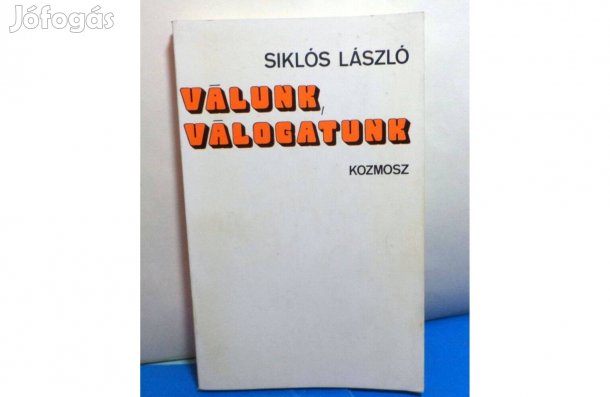 Jófogás
SIKLÓS LÁSZLÓ
VÁLUNK,
VÁLOGATUNK
KOZMOSZ